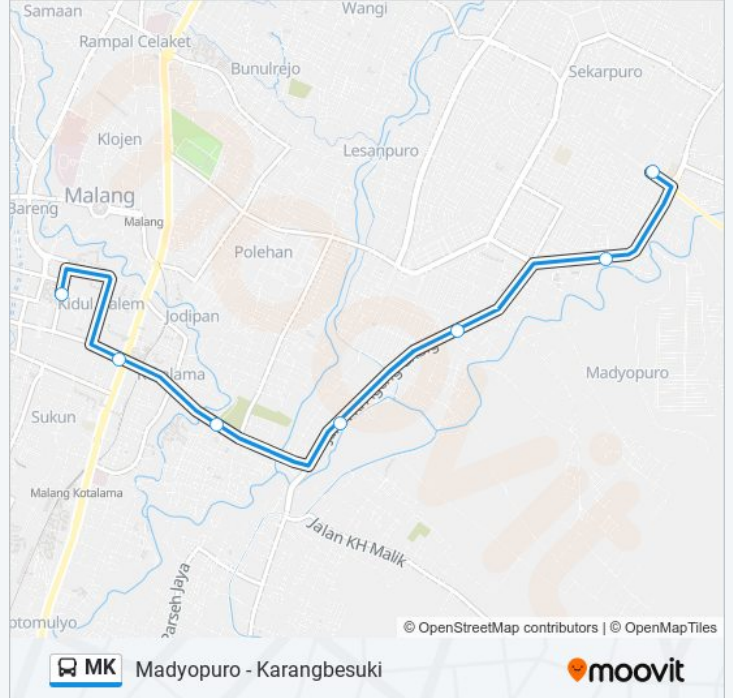 Samaan
Wangi
Rampal Celaket
Bunulrejo
Sekarpuro
Klojen
Lesanpuro
Malang
Bareng
Malang
Polehan
Kidul Dalem
Jodipan
Madyopuro
Sukun
Malang Kotalama
Jalan KH Malik
Parseh Jaya
ptomulyo
© OpenStreetMap contributors | © OpenMapTiles
MK Madyopuro - Karangbesuki
moovit